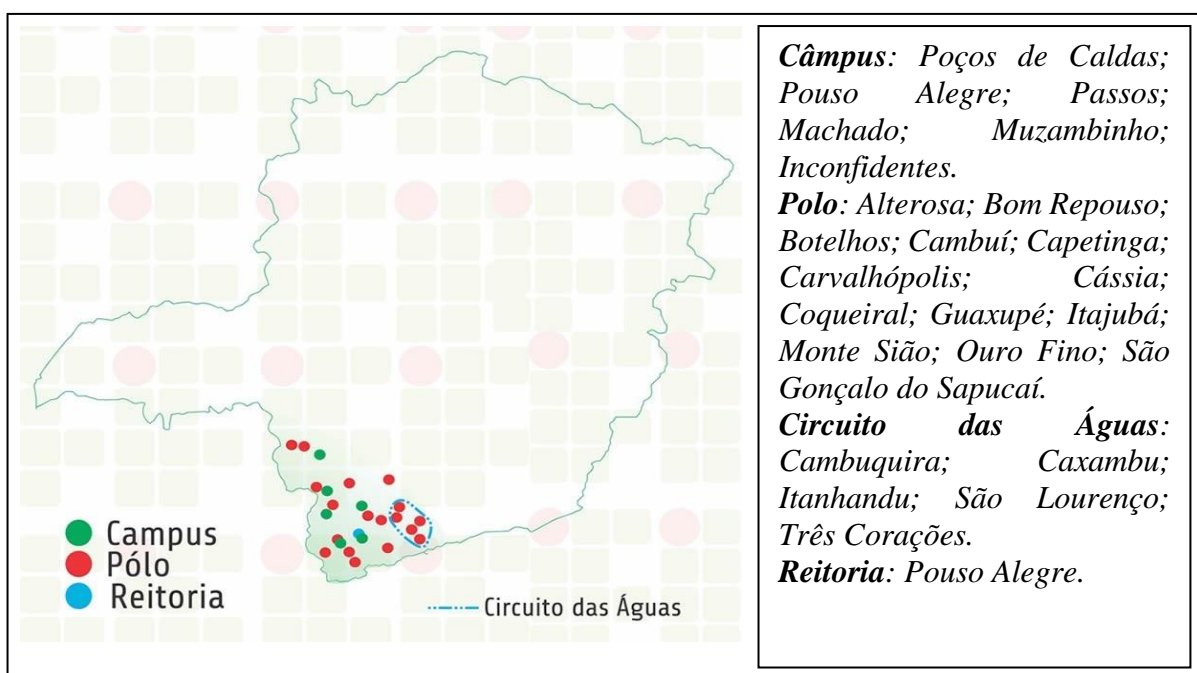 Campus
Pólo
Reitoria
Circuito das Águas
Câmpus: Poços de Caldas;
Pouso Alegre; Passos;
Machado; Muzambinho;
Inconfidentes.
Polo: Alterosa; Bom Repouso;
Botelhos; Cambuí; Capetinga;
Carvalhópolis; Cássia;
Coqueiral; Guaxupé; Itajubá;
Monte Sião; Ouro Fino; São
Gonçalo do Sapucaí.
Circuito das Águas:
Cambuquira; Caxambu;
Itanhandu; São Lourenço;
Três Corações.
Reitoria: Pouso Alegre.